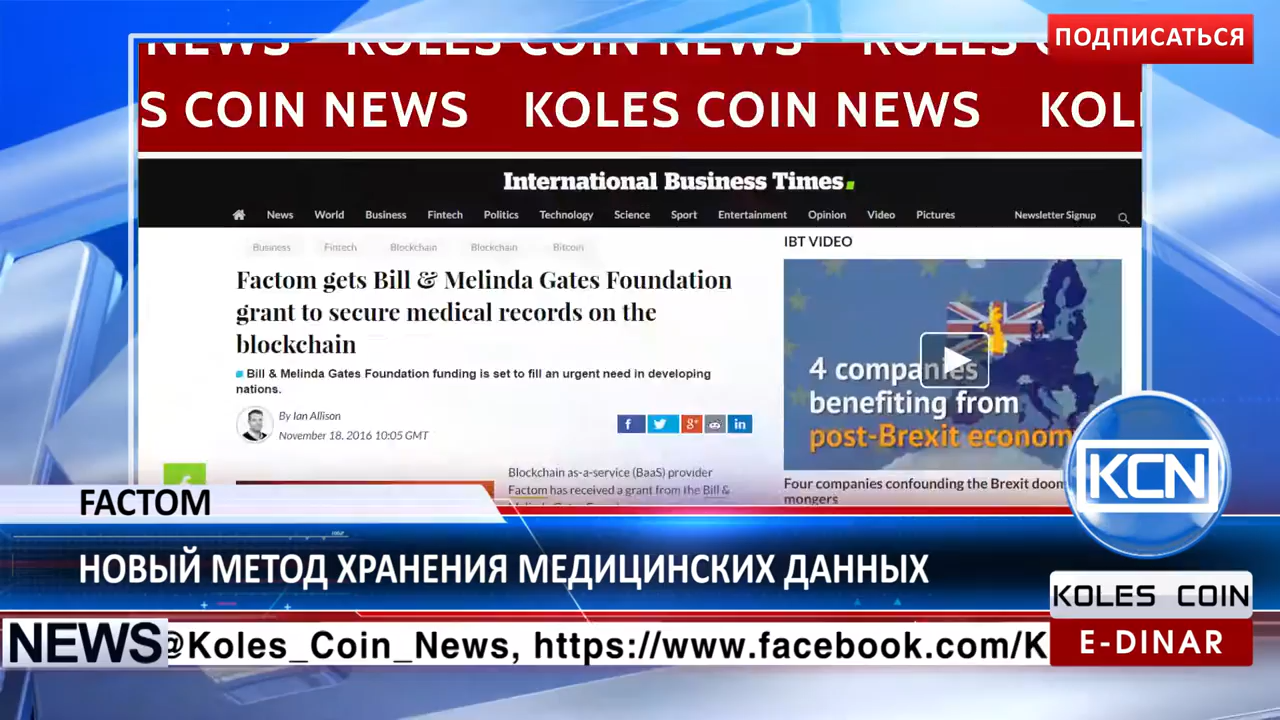 ПОДПИСАТЬСЯ
NEWS KOLES COIN NEWS KOLES
S COIN NEWS KOLES COIN NEWS KOL
International Business Times.
News World Business Fintech Politics Technology Science Sport Entertainment Opinion Video Pictures Newsletter Signup
Business Fintech Blockchain Blockchain Bitcoin
IBT VIDEO
Factom gets Bill & Melinda Gates Foundation
grant to secure medical records on the
blockchain
Bill & Melinda Gates Foundation funding is set to fill an urgent need in developing
nations.
By Ian Allison
November 18, 2016 10:05 GMT
f g+ in
4 companies
benefiting from
post-Brexit econom
Blockchain as-a-service (BaaS) provider
Factom has received a grant from the Bill &
Four companies confounding the Brexit doom
mongers
KCN
FACTOM
НОВЫЙ МЕТОД ХРАНЕНИЯ МЕДИЦИНСКИХ ДАННЫХ
KOLES COIN
E-DINAR
NEWS @Koles_Coin_News, https://www.facebook.com/K